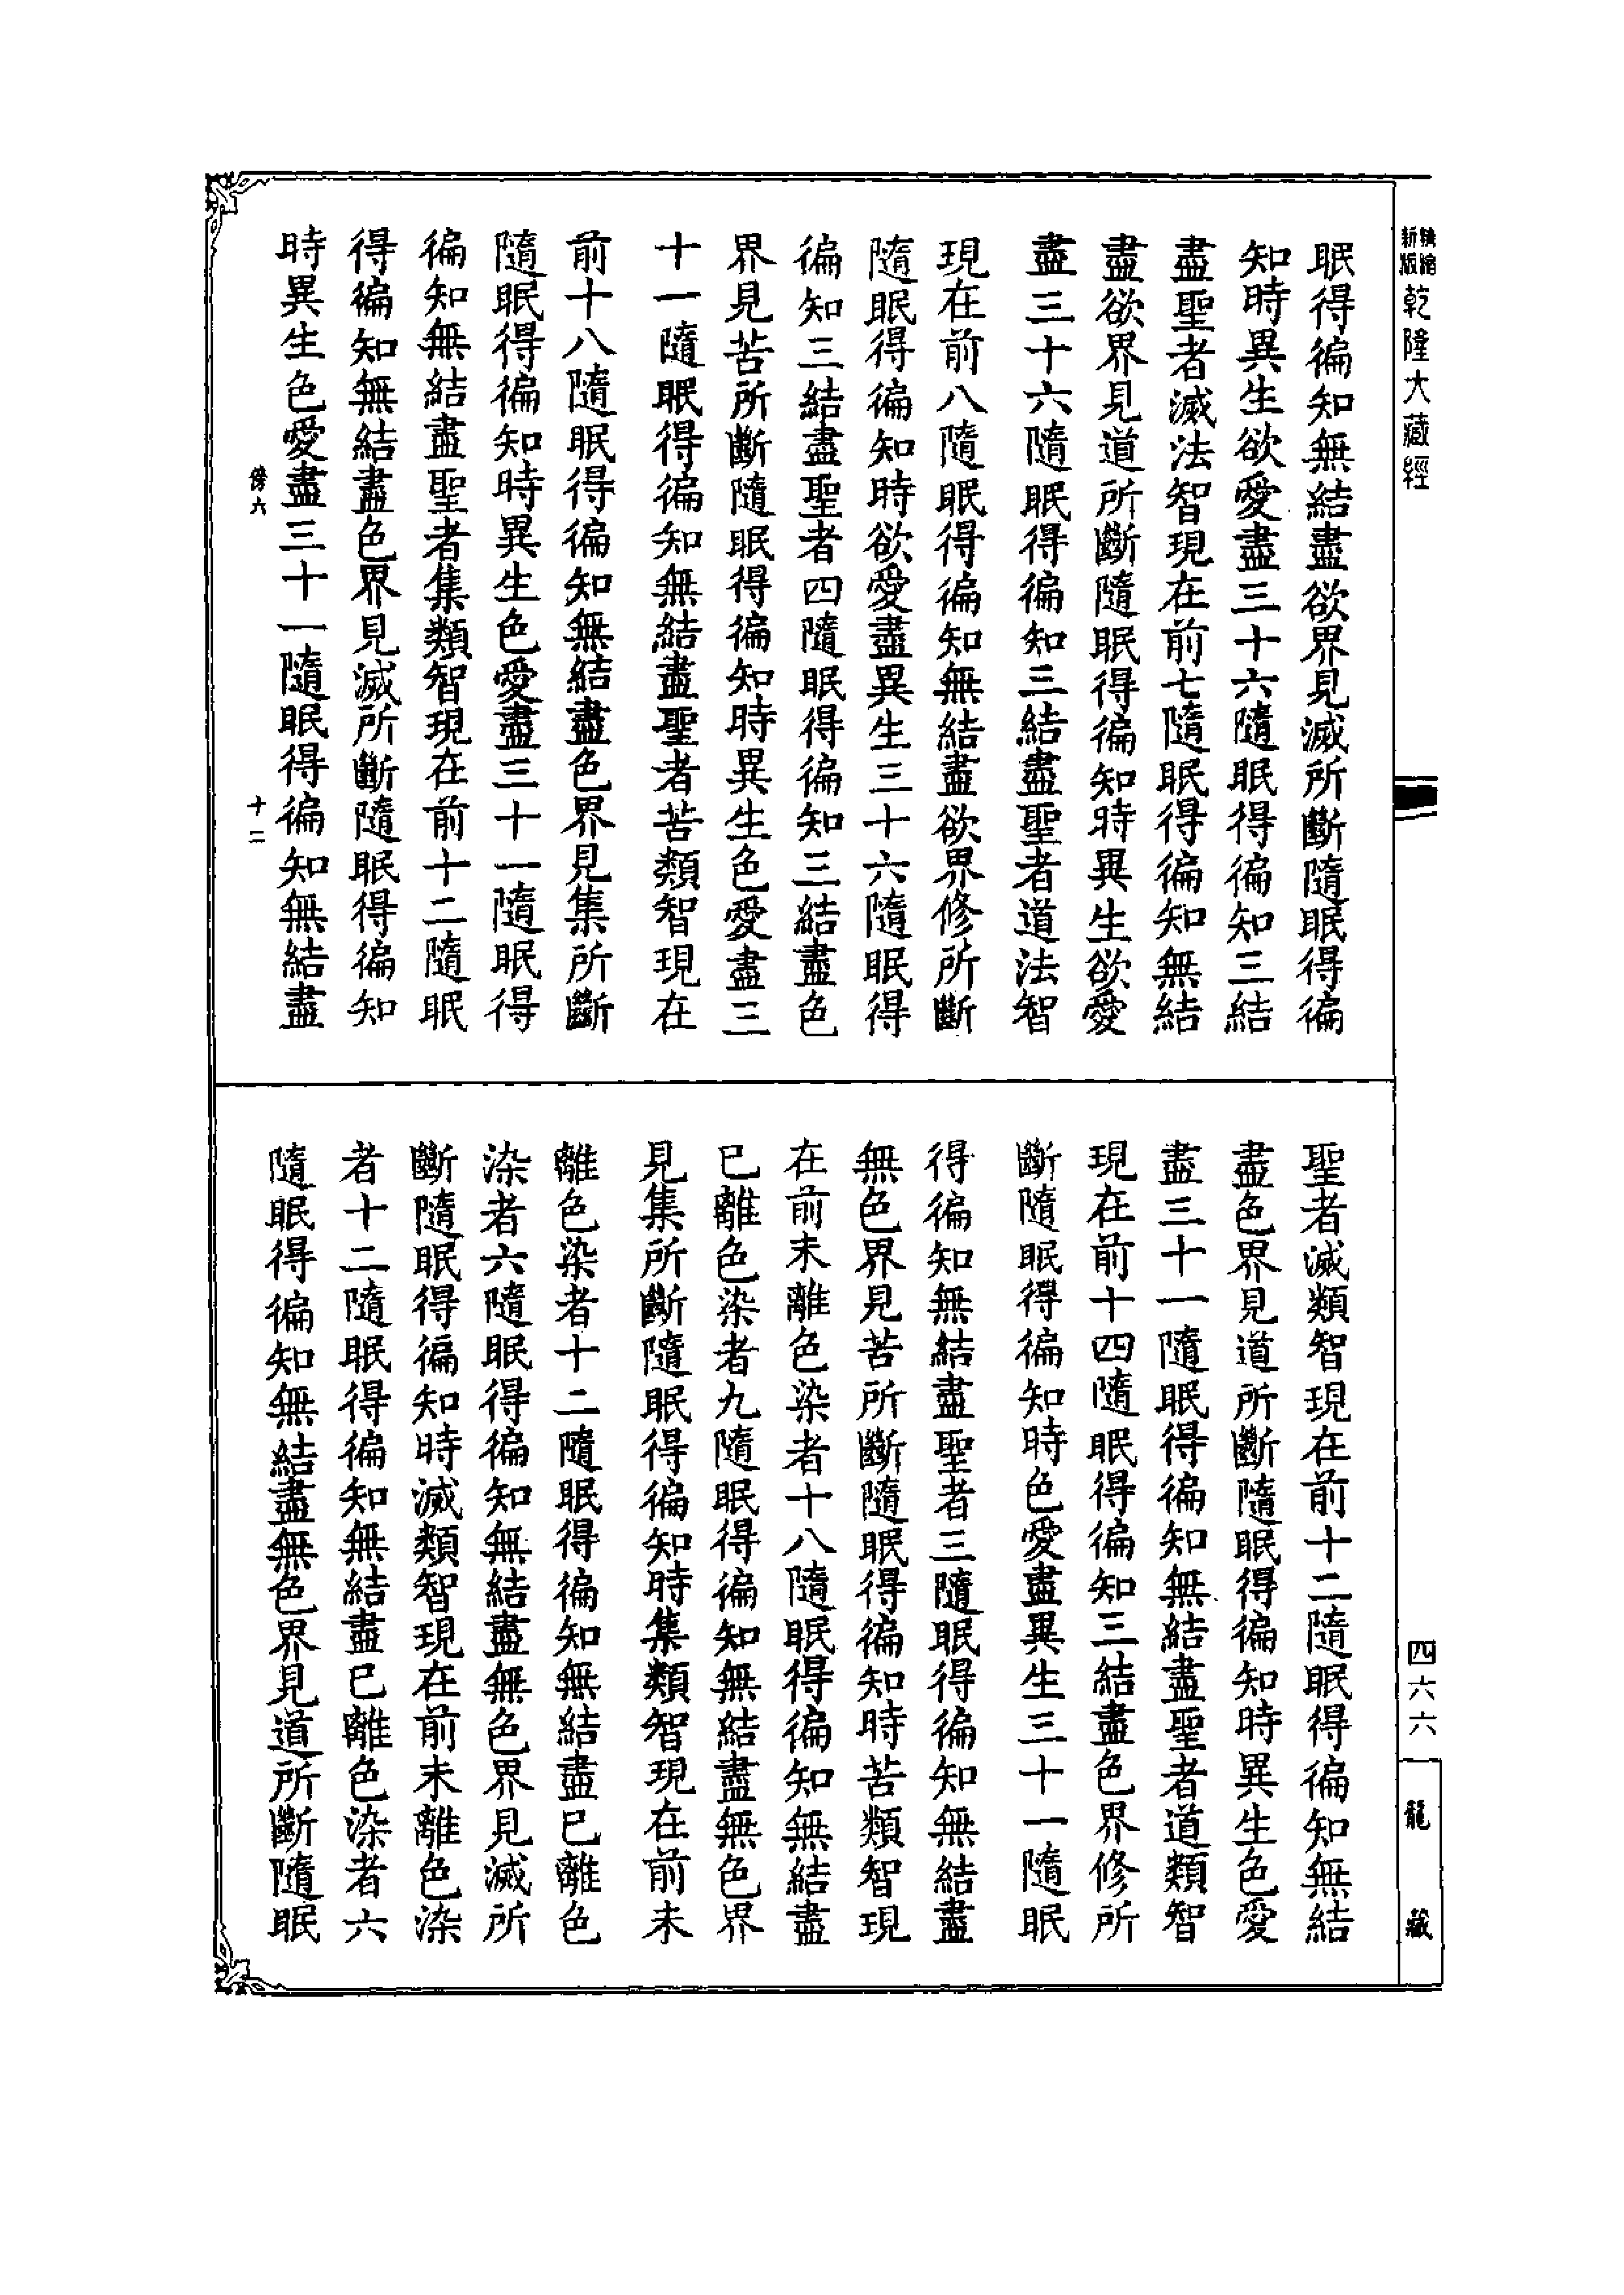 新版
縮
乾隆大藏經
眠得徧知無結盡欲界見滅所斷隨眠得徧
知時異生欲愛盡三十六隨眠得徧知三結
盡聖者滅法智現在前七隨眠得徧知無結
盡欲界見道所斷隨眠得徧知時異生欲愛
盡三十六隨眠得徧知三結盡聖者道法智
現在前八隨眠得徧知無結盡欲界修所斷
隨眠得徧知時欲愛盡異生三十六隨眠得
徧知三結盡聖者四隨眠得徧知三結盡色
界見苦所斷隨眠得徧知時異生色愛盡三
十一隨眠得徧知無結盡聖者苦類智現在
前十八隨眠得徧知無結盡色界見集所斷
隨眠得徧知時異生色愛盡三十一隨眠得
徧知無結盡聖者集類智現在前十二隨眠
得徧知無結盡色界見滅所斷隨眠得徧知
時異生色愛盡三十一隨眠得徧知無結盡
傍六
十二
聖者滅類智現在前十二隨眠得徧知無結
盡色界見道所斷隨眠得徧知時異生色愛
盡三十一隨眠得徧知無結盡聖者道類智
現在前十四隨眠得徧知三結盡色界修所
斷隨眠得徧知時色愛盡異生三十一隨眠
得徧知無結盡聖者三隨眠得徧知無結盡
無色界見苦所斷隨眠得徧知時苦類智現
在前未離色染者十八隨眠得徧知無結盡
已離色染者九隨眠得徧知無結盡無色界
見集所斷隨眠得徧知時集類智現在前未
離色染者十二隨眠得徧知無結盡已離色
染者六隨眠得徧知無結盡無色界見滅所
斷隨眠得徧知時滅類智現在前未離色染
者十二隨眠得徧知無結盡已離色染者六
隨眠得徧知無結盡無色界見道所斷隨眠
四六六
龍藏